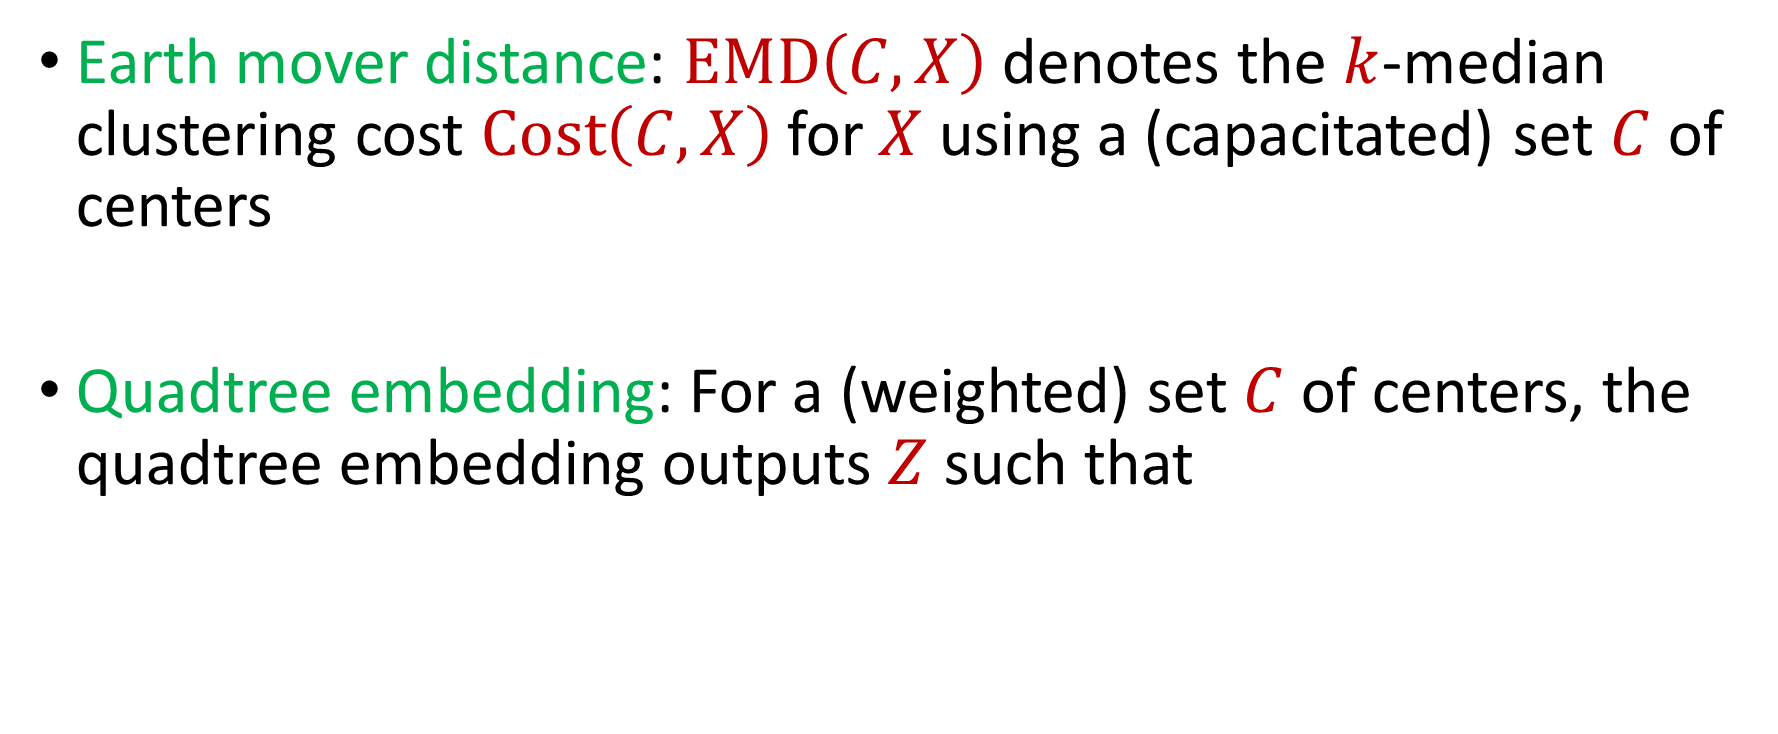 • Earth mover distance: EMD(C, X) denotes the k-median
clustering cost Cost(C, X) for X using a (capacitated) set C of
centers
• Quadtree embedding: For a (weighted) set C of centers, the
quadtree embedding outputs Z such that